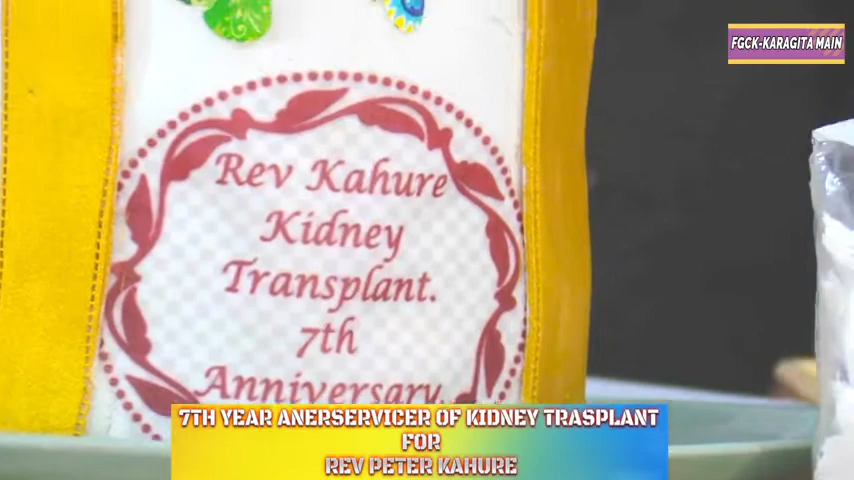 FGCK-KARAGITA MAIN
Rev Kahure
Kidney
Transplant.
7th
Anniversary.
7TH YEAR ANERSERVICER OF KIDNEY TRASPLANT
FOR
REV PETER KAHURE